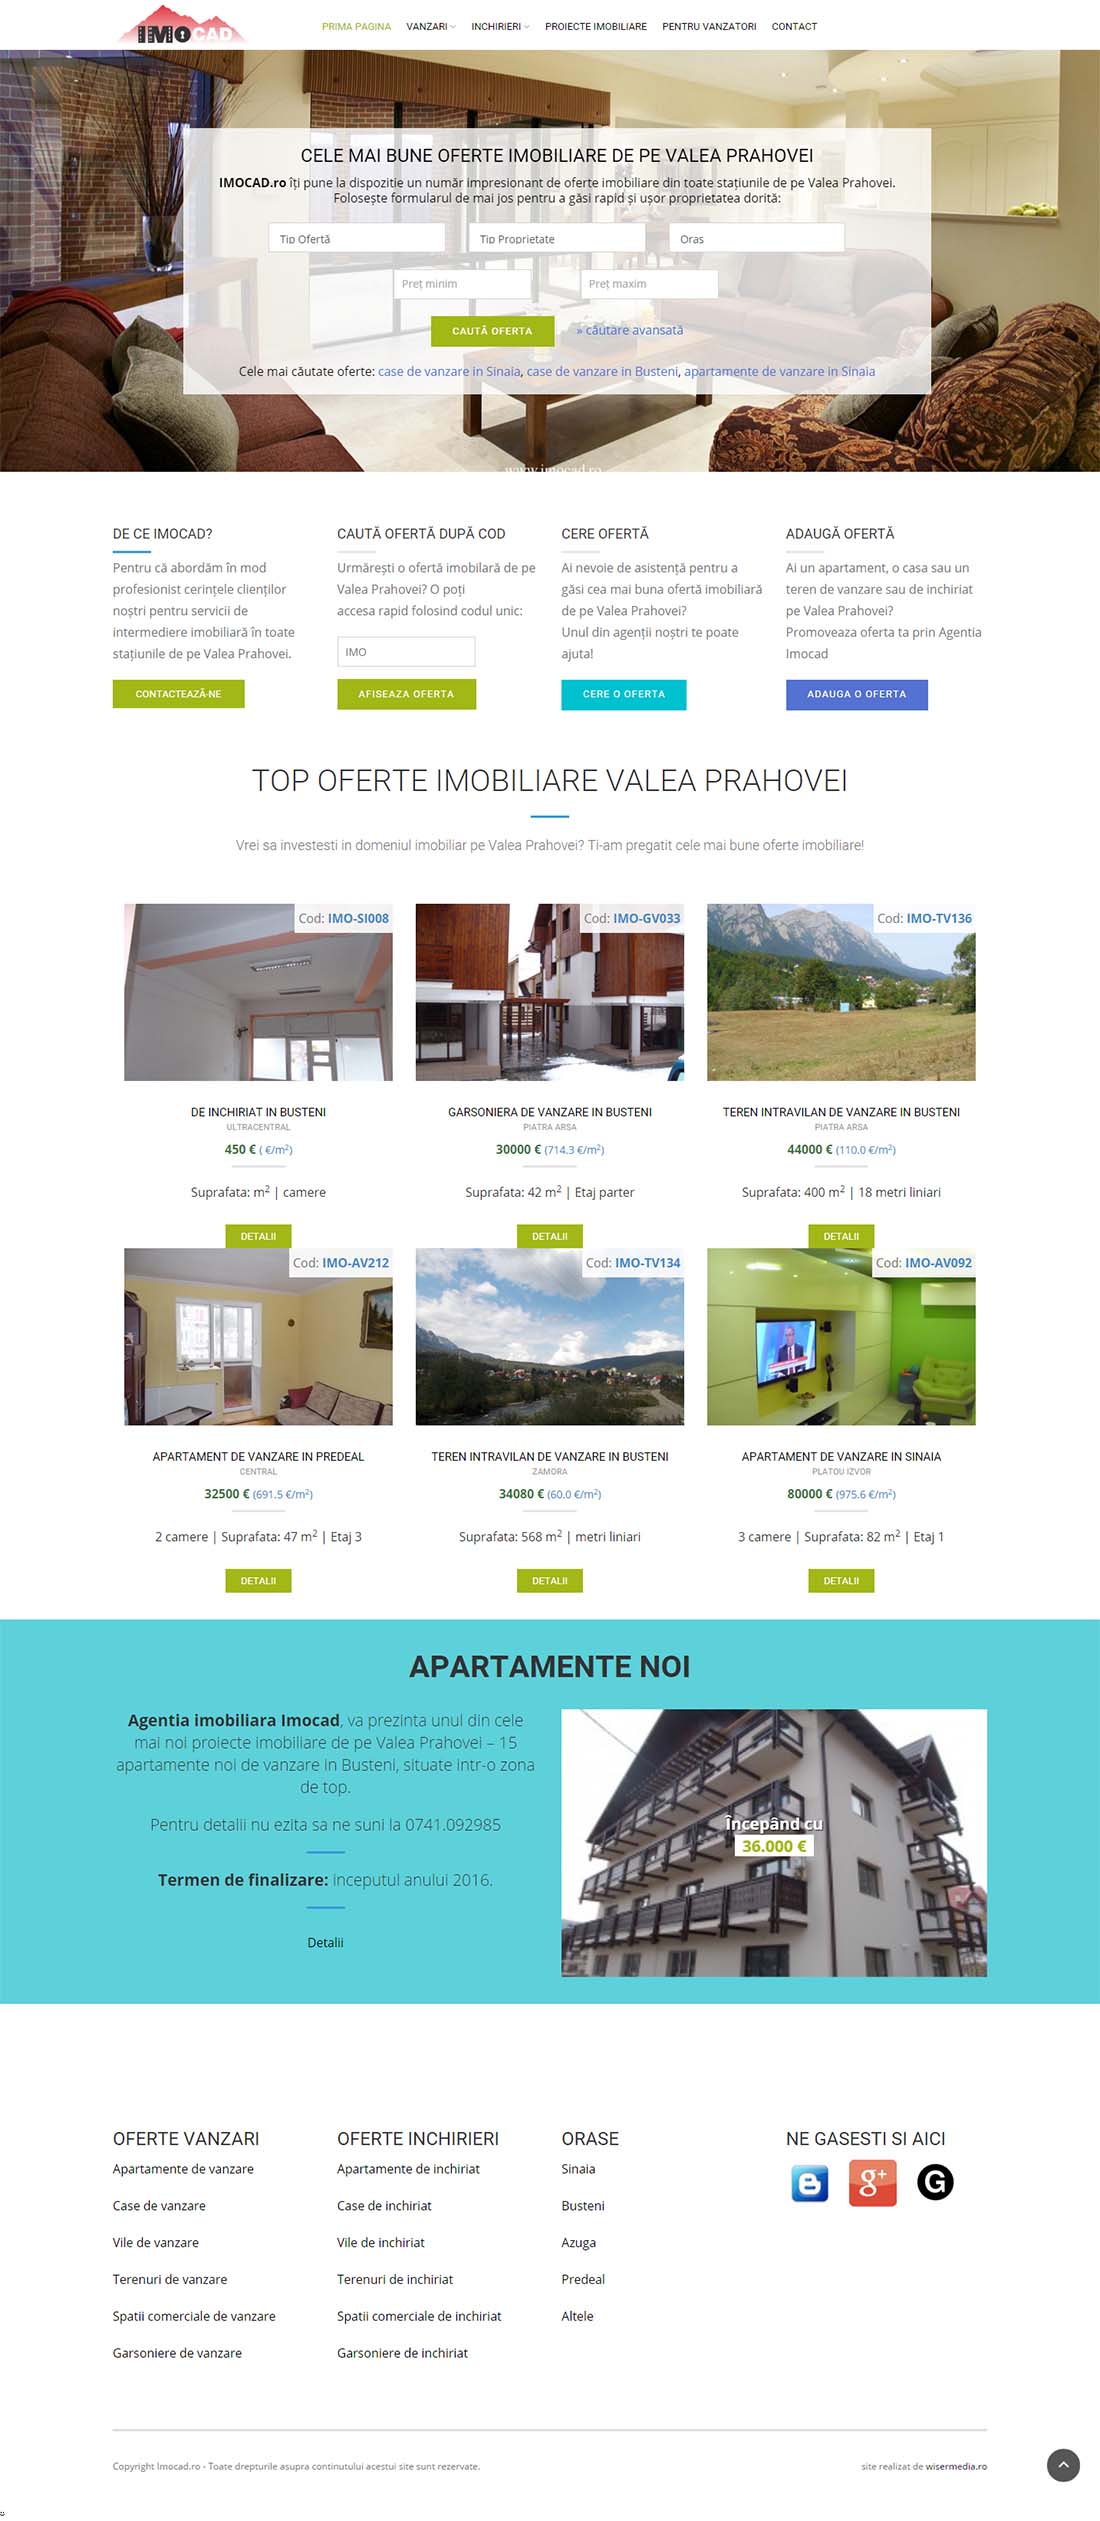 IMOCAD
PRIMA PAGINA VANZARI INCHIRIERI PROIECTE IMOBILIARE PENTRU VANZATORI CONTACT
CELE MAI BUNE OFERTE IMOBILIARE DE PE VALEA PRAHOVEI
IMOCAD.ro îți pune la dispozitie un număr impresionant de oferte imobiliare din toate stațiunile de pe Valea Prahovei.
Folosește formularul de mai jos pentru a găsi rapid și ușor proprietatea dorită:
Tip Ofertă Tip Proprietate Oras
Preț minim Preț maxim
CAUTĂ OFERTA » căutare avansată
Cele mai căutate oferte: case de vanzare in Sinaia, case de vanzare in Busteni, apartamente de vanzare in Sinaia
www.imocad.ro
DE CE IMOCAD?
Pentru că abordăm în mod
profesionist cerințele clienților
noștri pentru servicii de
intermediere imobiliară în toate
stațiunile de pe Valea Prahovei.
CONTACTEAZĂ-NE
CAUTĂ OFERTĂ DUPĂ COD
Urmărești o ofertă imobilară de pe
Valea Prahovei? O poți
accesa rapid folosind codul unic:
IMO
AFISEAZA OFERTA
CERE OFERTĂ
Ai nevoie de asistență pentru a
găsi cea mai buna ofertă imobiliară
de pe Valea Prahovei?
Unul din agenții noștri te poate
ajuta!
CERE O OFERTA
ADAUGĂ OFERTĂ
Ai un apartament, o casa sau un
teren de vanzare sau de inchiriat
pe Valea Prahovei?
Promoveaza oferta ta prin Agentia
Imocad
ADAUGA O OFERTA
TOP OFERTE IMOBILIARE VALEA PRAHOVEI
Vrei sa investesti in domeniul imobiliar pe Valea Prahovei? Ti-am pregatit cele mai bune oferte imobiliare!
Cod: IMO-SI008
DE INCHIRIAT IN BUSTENI
ULTRACENTRAL
450 € ( €/m²)
Suprafata: m² | camere
DETALII
Cod: IMO-GV033
GARSONIERA DE VANZARE IN BUSTENI
PIATRA ARSA
30000 € (714.3 €/m²)
Suprafata: 42 m² | Etaj parter
DETALII
Cod: IMO-TV136
TEREN INTRAVILAN DE VANZARE IN BUSTENI
PIATRA ARSA
44000 € (110.0 €/m²)
Suprafata: 400 m² | 18 metri liniari
DETALII
Cod: IMO-AV212
APARTAMENT DE VANZARE IN PREDEAL
CENTRAL
32500 € (691.5 €/m²)
2 camere | Suprafata: 47 m² | Etaj 3
DETALII
Cod: IMO-TV134
TEREN INTRAVILAN DE VANZARE IN BUSTENI
ZAMORA
34080 € (60.0 €/m²)
Suprafata: 568 m² | metri liniari
DETALII
Cod: IMO-AV092
APARTAMENT DE VANZARE IN SINAIA
PLATOU IZVOR
80000 € (975.6 €/m²)
3 camere | Suprafata: 82 m² | Etaj 1
DETALII
APARTAMENTE NOI
Agentia imobiliara Imocad, va prezinta unul din cele
mai noi proiecte imobiliare de pe Valea Prahovei – 15
apartamente noi de vanzare in Busteni, situate intr-o zona
de top.
Pentru detalii nu ezita sa ne suni la 0741.092985
Termen de finalizare: inceputul anului 2016.
Detalii
Începând cu
36.000 €
OFERTE VANZARI
Apartamente de vanzare
Case de vanzare
Vile de vanzare
Terenuri de vanzare
Spatii comerciale de vanzare
Garsoniere de vanzare
OFERTE INCHIRIERI
Apartamente de inchiriat
Case de inchiriat
Vile de inchiriat
Terenuri de inchiriat
Spatii comerciale de inchiriat
Garsoniere de inchiriat
ORASE
Sinaia
Busteni
Azuga
Predeal
Altele
NE GASESTI SI AICI
g+ G
Copyright Imocad.ro - Toate drepturile asupra continutului acestui site sunt rezervate.
site realizat de wisermedia.ro